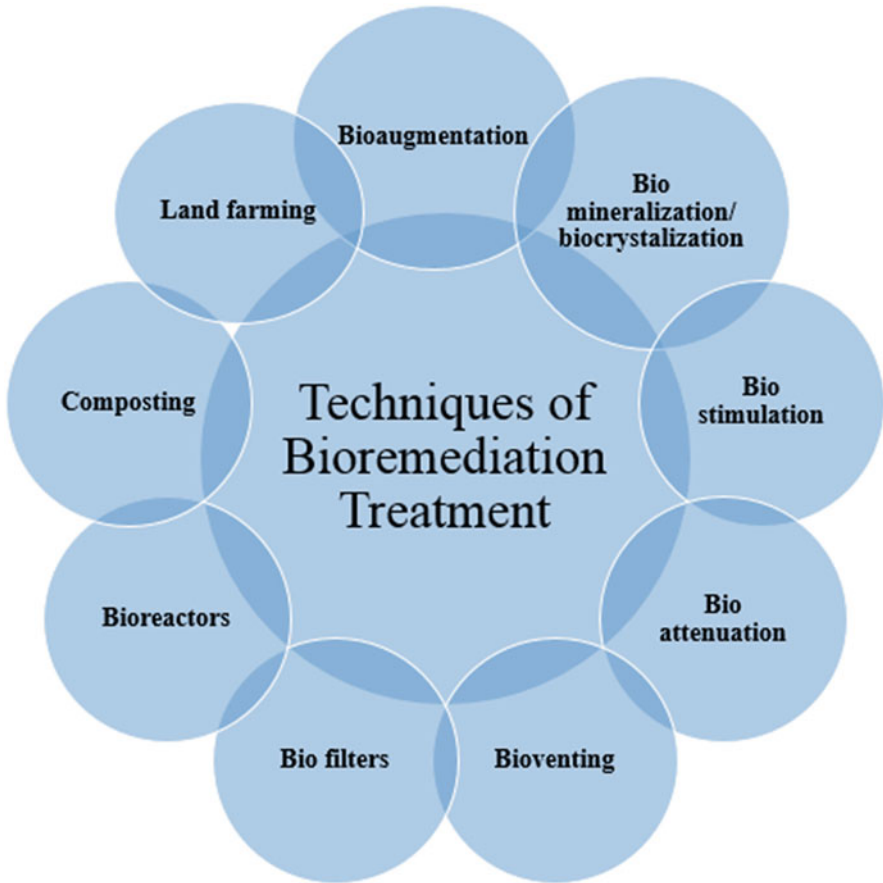 Bioaugmentation
Bio
mineralization/
biocrystalization
Bio
stimulation
Bio
attenuation
Bioventing
Bio filters
Bioreactors
Composting
Land farming
Techniques of
Bioremediation
Treatment